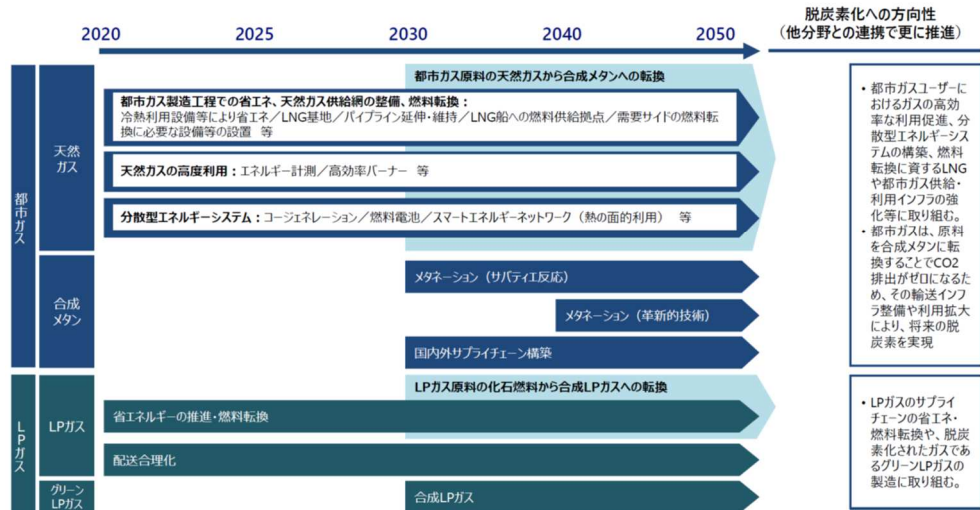 脱炭素化への方向性
（他分野との連携で更に推進）
2020
2025
2030
2040
2050
都市ガス
天然
ガス
都市ガス原料の天然ガスから合成メタンへの転換
都市ガス製造工程での省エネ、天然ガス供給網の整備、燃料転換：
冷熱利用設備等により省エネ／LNG基地／パイプライン延伸・維持／LNG船への燃料供給拠点／需要サイドの燃料転
換に必要な設備等の設置 等
天然ガスの高度利用：エネルギー計測／高効率バーナー 等
分散型エネルギーシステム：コージェネレーション／燃料電池／スマートエネルギーネットワーク（熱の面的利用） 等
合成
メタン
メタネーション（サバティエ反応）
メタネーション（革新的技術）
国内外サプライチェーン構築
・都市ガスユーザーに
おけるガスの高効
率な利用促進、分
散型エネルギーシス
テムの構築、燃料
転換に資するLNG
や都市ガス供給・
利用インフラの強
化等に取り組む。
・都市ガスは、原料
を合成メタンに転
換することでCO2
排出がゼロになるた
め、その輸送インフ
ラ整備や利用拡大
により、将来の脱
炭素を実現
LPガス
LPガス
LPガス原料の化石燃料から合成LPガスへの転換
省エネルギーの推進・燃料転換
配送合理化
グリーン
LPガス
合成LPガス
・LPガスのサプライ
チェーンの省エネ・
燃料転換や、脱炭
素化されたガスであ
るグリーンLPガスの
製造に取り組む。